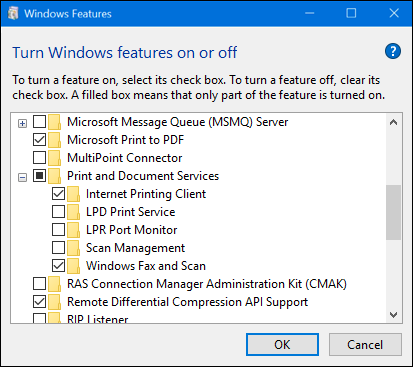 Windows Features
Turn Windows features on or off
To turn a feature on, select its check box. To turn a feature off, clear its
check box. A filled box means that only part of the feature is turned on.
Microsoft Message Queue (MSMQ) Server
Microsoft Print to PDF
MultiPoint Connector
Print and Document Services
Internet Printing Client
LPD Print Service
LPR Port Monitor
Scan Management
Windows Fax and Scan
RAS Connection Manager Administration Kit (CMAK)
Remote Differential Compression API Support
RIP Listener
OK
Cancel